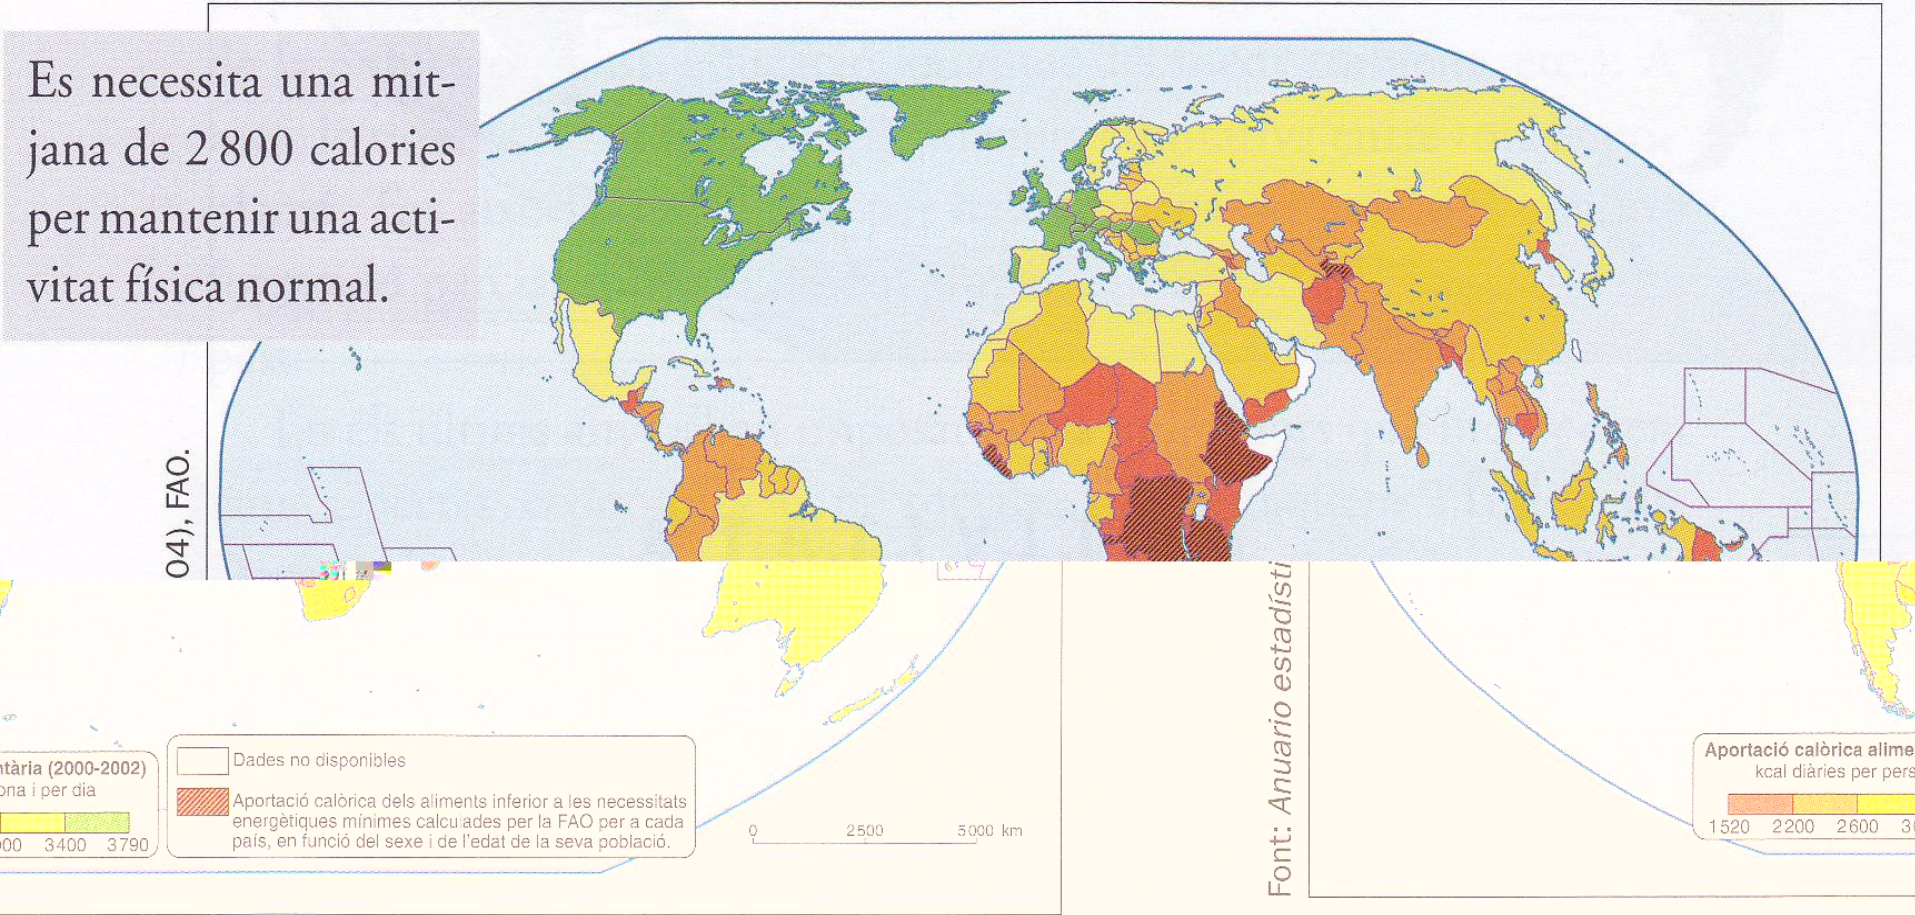 Es necessita una mit-
jana de 2 800 calories
per mantenir una acti-
vitat física normal.
04), FAO.
Font: Anuario estadísti
ntària (2000-2002)
ona i per dia
000 3400 3790
Dades no disponibles
Aportació calòrica dels aliments inferior a les necessitats
energètiques mínimes calculades per la FAO per a cada
país, en funció del sexe i de l'edat de la seva població.
0 2500 5000 km
Aportació calòrica alime
kcal diàries per pers
1520 2200 2600 30